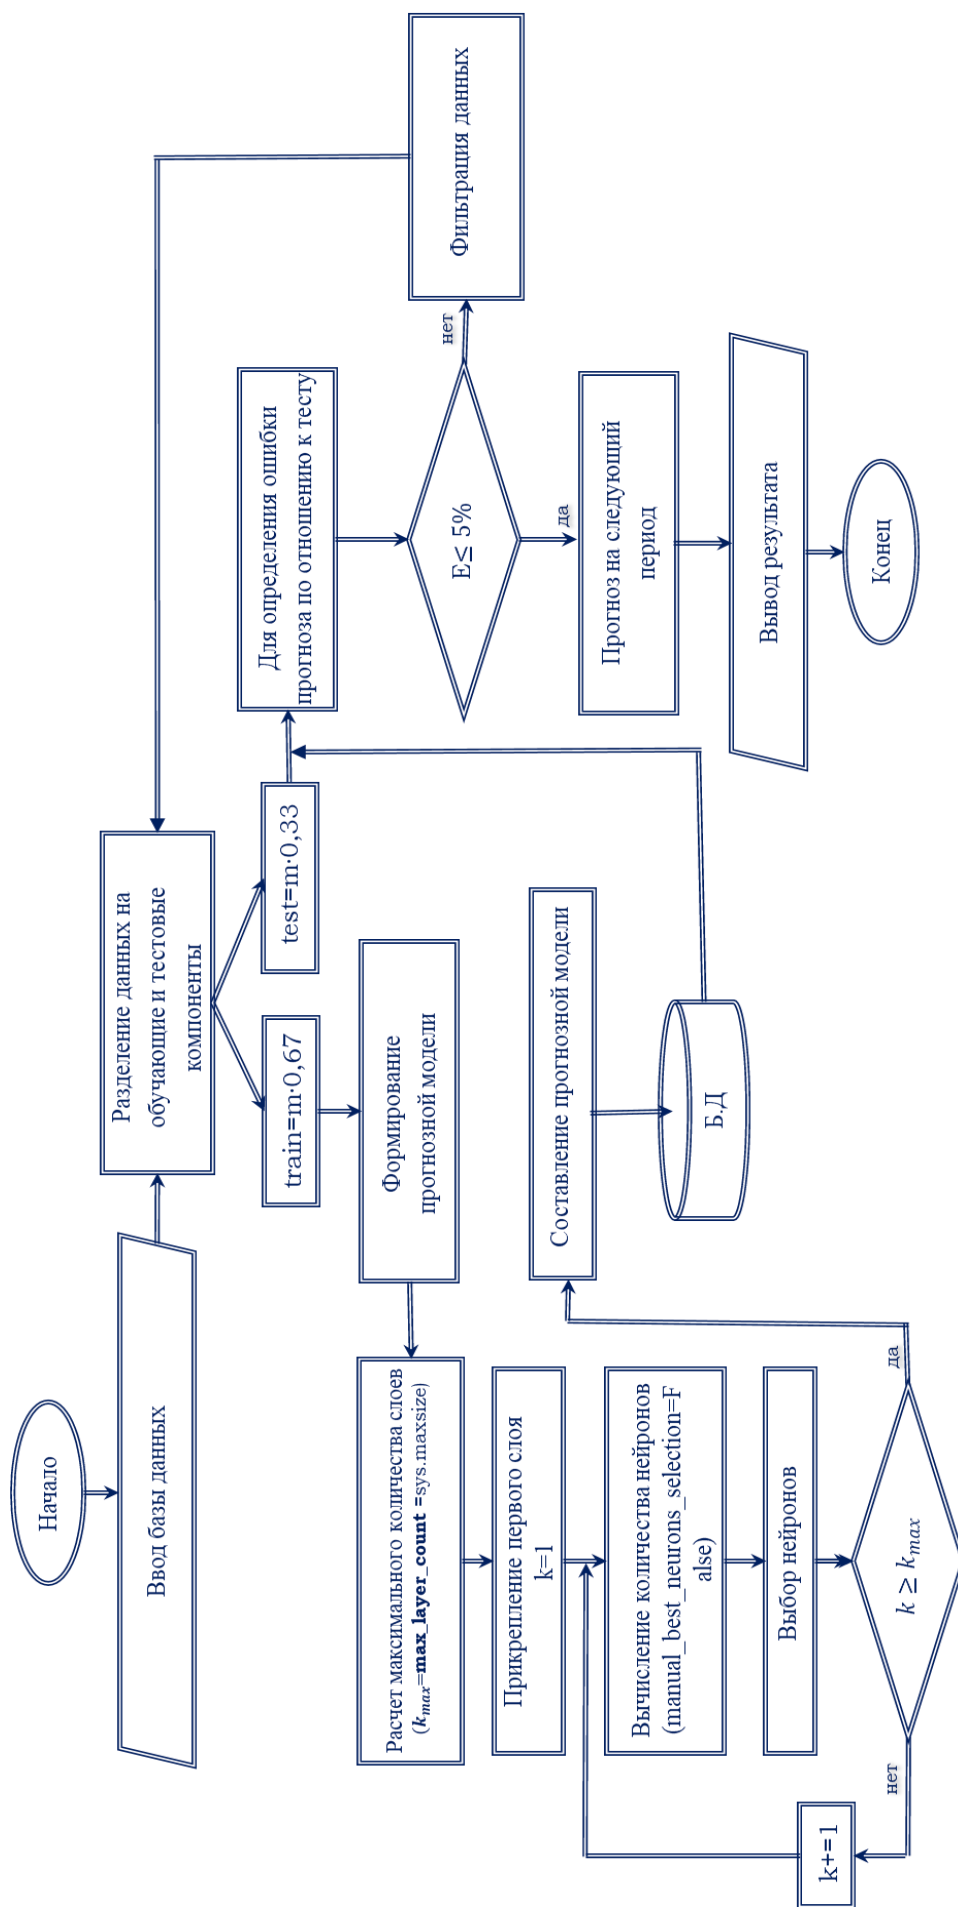 Начало
Ввод базы данных
Разделение данных на
обучающие и тестовые
компоненты
train=m·0,67
test=m·0,33
Формирование
прогнозной модели
Расчет максимального количества слоев
(k_max=max_layer_count =sys.maxsize)
Прикрепление первого слоя
k=1
Вычисление количества нейронов
(manual_best_neurons_selection=F
alse)
Выбор нейронов
k ≥ k_max
нет
k+=1
да
Составление прогнозной модели
Б.Д
Для определения ошибки
прогноза по отношению к тесту
E≤ 5%
нет
Фильтрация данных
да
Прогноз на следующий
период
Вывод результата
Конец